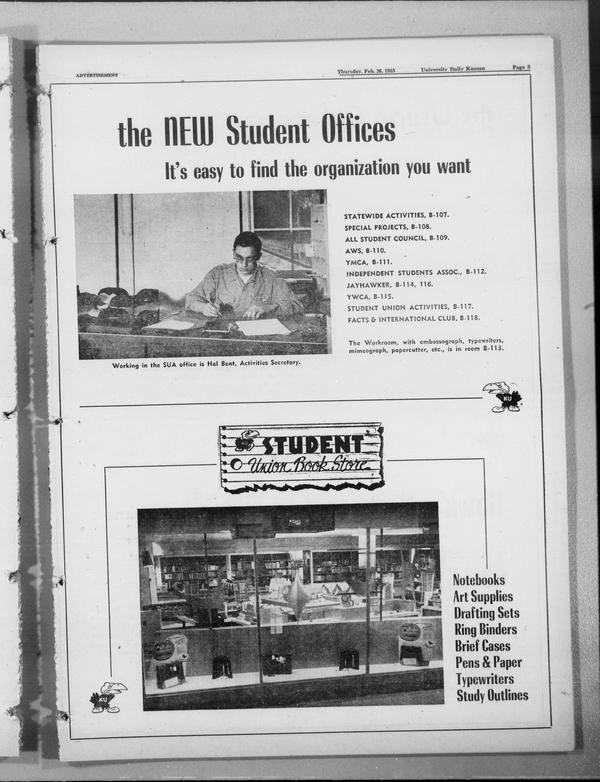 ADVERTISEMENT
Thursday, Feb. 26, 1953 University Daily Kansan Page 5
the NEW Student Offices
It's easy to find the organization you want
STATEWIDE ACTIVITIES, B-107.
SPECIAL PROJECTS, B-108.
ALL STUDENT COUNCIL, B-109.
AWS, B-110.
YMCA, B-111.
INDEPENDENT STUDENTS ASSOC., B-112.
JAYHAWKER, B-114, 116.
YWCA, B-115.
STUDENT UNION ACTIVITIES, B-117.
FACTS & INTERNATIONAL CLUB, B-118.
The Workroom, with embossograph, typewriters,
mimeograph, papercutter, etc., is in room B-113.
Working in the SUA office is Hal Bent, Activities Secretary.
KU
STUDENT
Union Book Store
Notebooks
Art Supplies
Drafting Sets
Ring Binders
Brief Cases
Pens & Paper
Typewriters
Study Outlines
KU